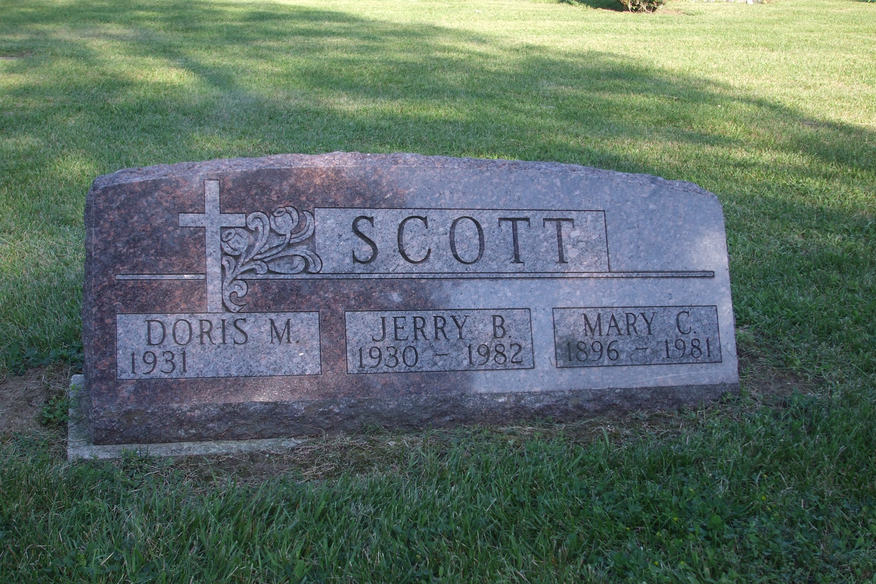 SCOTT
DORIS M.
1931
JERRY B.
1930 - 1982
MARY C.
1896 - 1981